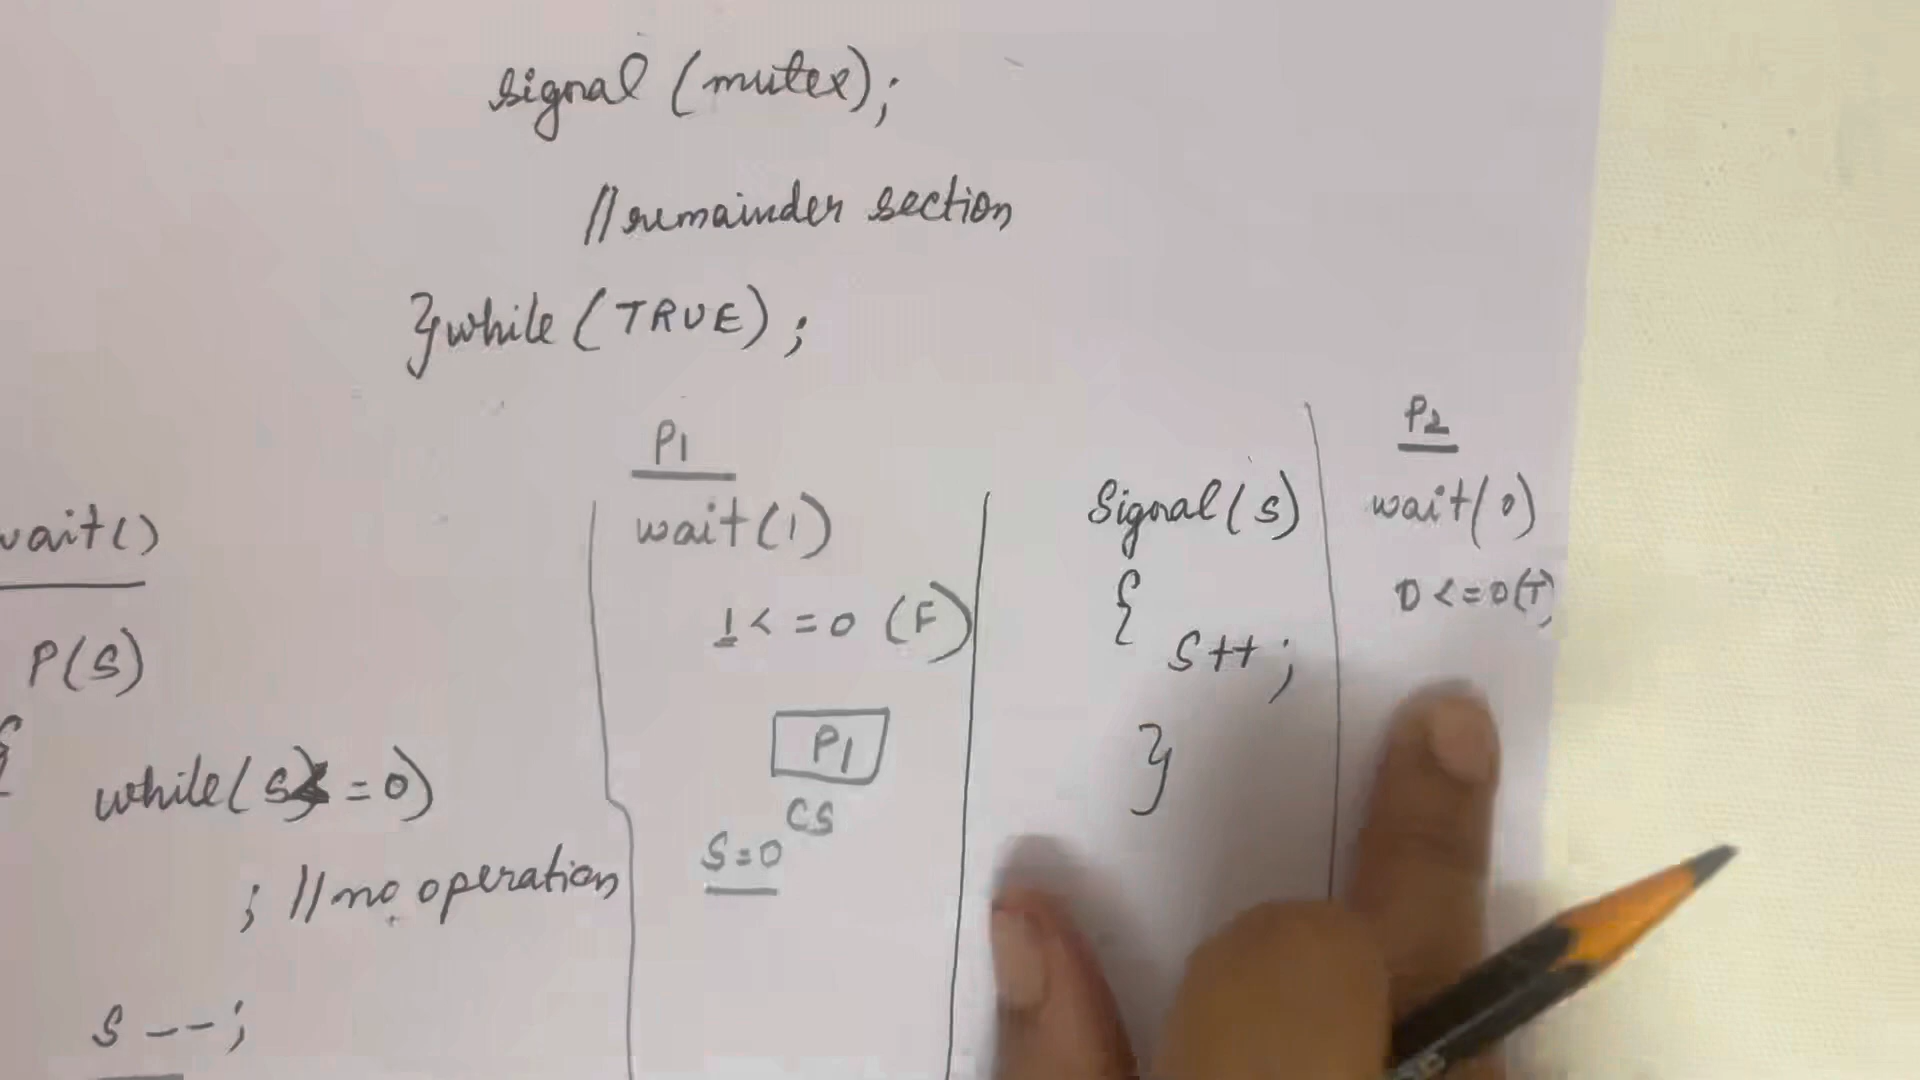 signal (mutex);
//remainder section
}while (TRUE);
wait()
P(S)
{
while(S<=0)
; //no operation
S --;
P1
wait(1)
1<=0 (F)
P1
CS
S=0
Signal(S)
{
S++;
}
P2
wait(0)
0<=0(T)